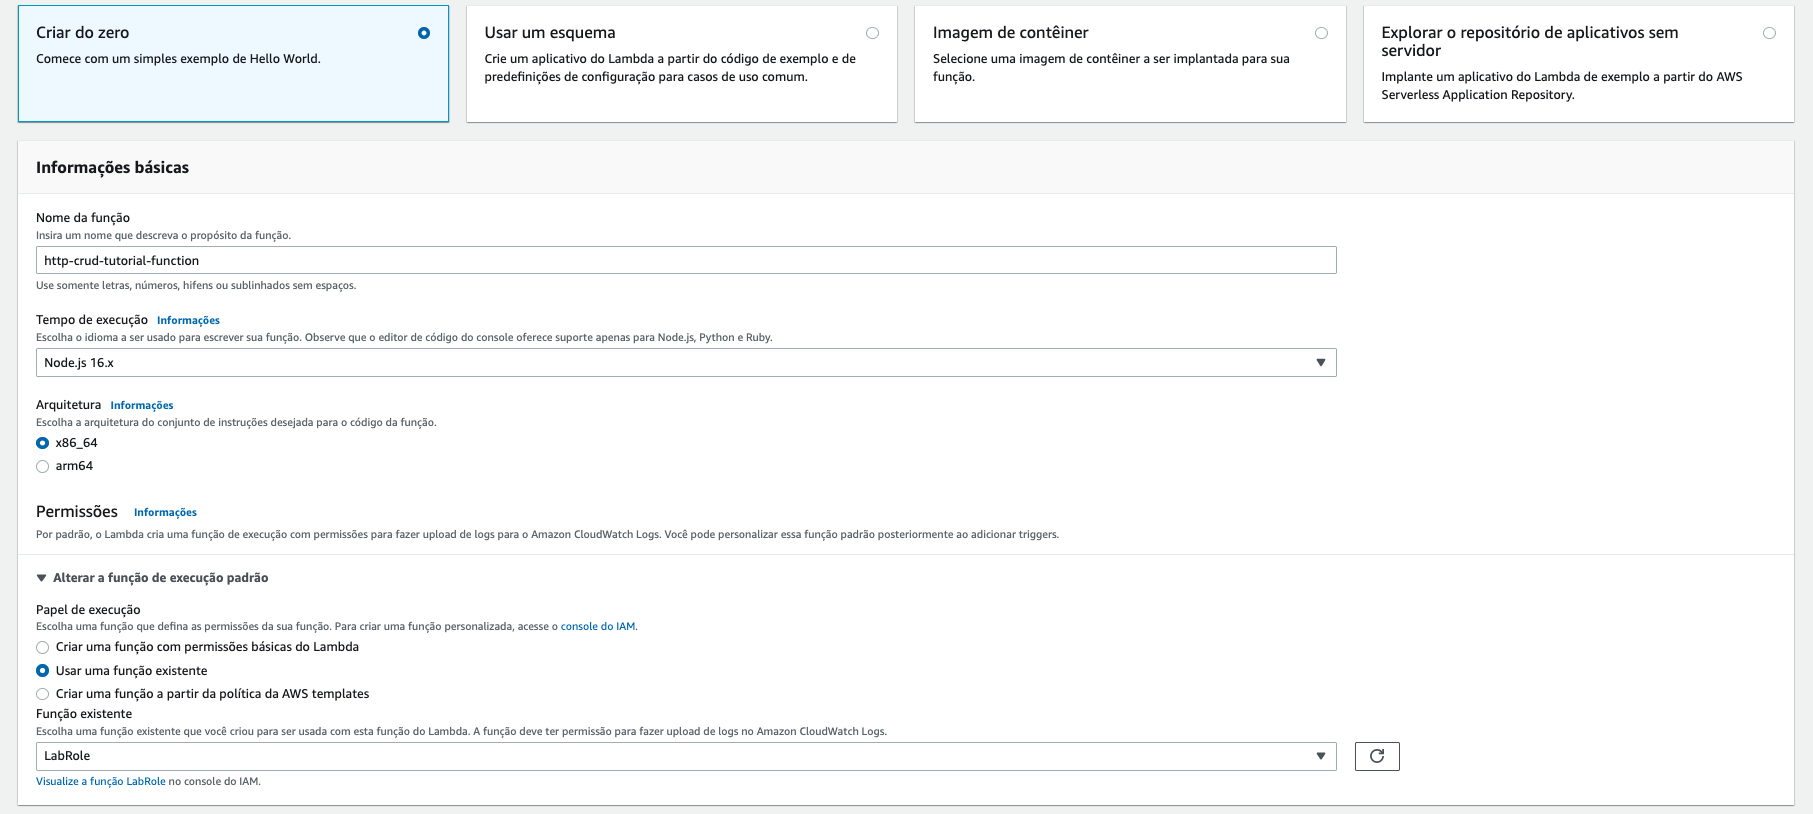 Criar do zero
Comece com um simples exemplo de Hello World.
Usar um esquema
Crie um aplicativo do Lambda a partir do código de exemplo e de
predefinições de configuração para casos de uso comum.
Imagem de contêiner
Selecione uma imagem de contêiner a ser implantada para sua
função.
Explorar o repositório de aplicativos sem
servidor
Implante um aplicativo do Lambda de exemplo a partir do AWS
Serverless Application Repository.
Informações básicas
Nome da função
Insira um nome que descreva o propósito da função.
http-crud-tutorial-function
Use somente letras, números, hifens ou sublinhados sem espaços.
Tempo de execução Informações
Escolha o idioma a ser usado para escrever sua função. Observe que o editor de código do console oferece suporte apenas para Node.js, Python e Ruby.
Node.js 16.x
Arquitetura Informações
Escolha a arquitetura do conjunto de instruções desejada para o código da função.
x86_64
arm64
Permissões Informações
Por padrão, o Lambda cria uma função de execução com permissões para fazer upload de logs para o Amazon CloudWatch Logs. Você pode personalizar essa função padrão posteriormente ao adicionar triggers.
Alterar a função de execução padrão
Papel de execução
Escolha uma função que defina as permissões da sua função. Para criar uma função personalizada, acesse o console do IAM.
Criar uma função com permissões básicas do Lambda
Usar uma função existente
Criar uma função a partir da política da AWS templates
Função existente
Escolha uma função existente que você criou para ser usada com esta função do Lambda. A função deve ter permissão para fazer upload de logs no Amazon CloudWatch Logs.
LabRole
Visualize a função LabRole no console do IAM.